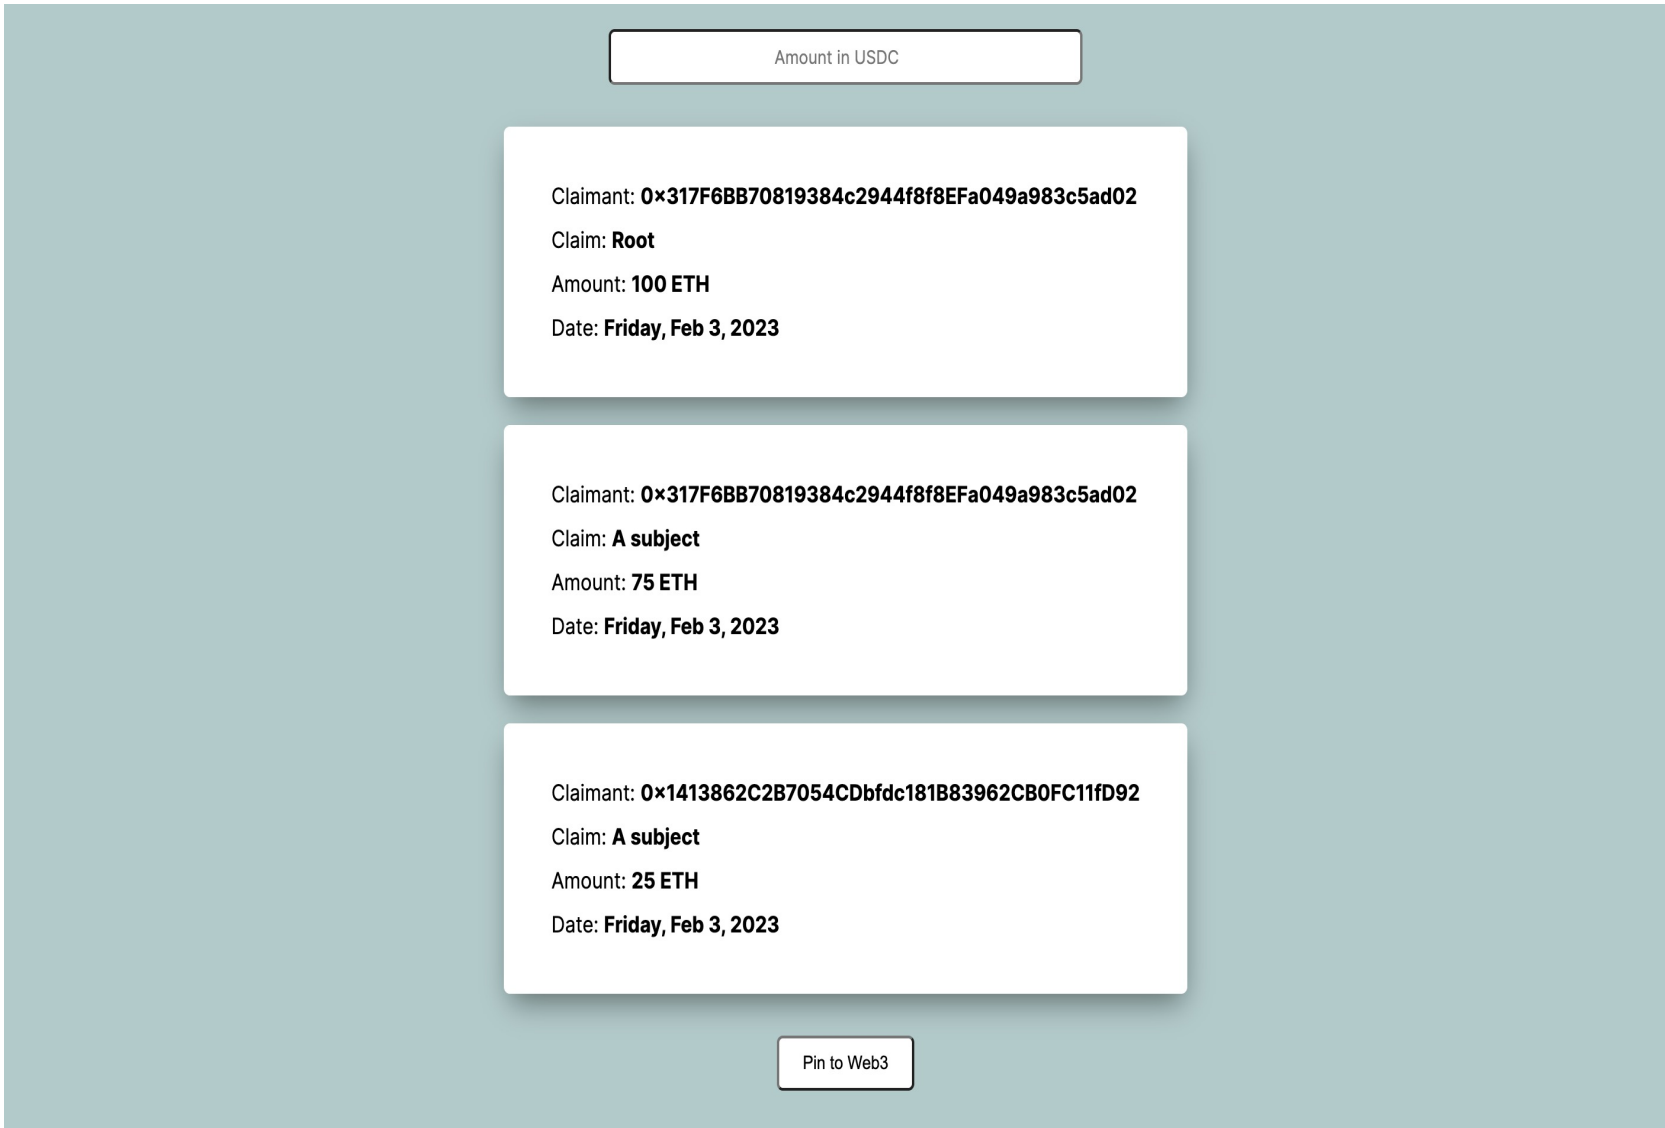 Amount in USDC
Claimant: 0x317F6BB70819384c2944f8f8EFa049a983c5ad02
Claim: Root
Amount: 100 ETH
Date: Friday, Feb 3, 2023
Claimant: 0x317F6BB70819384c2944f8f8EFa049a983c5ad02
Claim: A subject
Amount: 75 ETH
Date: Friday, Feb 3, 2023
Claimant: 0x1413862C2B7054CDbfdc181B83962CB0FC11fD92
Claim: A subject
Amount: 25 ETH
Date: Friday, Feb 3, 2023
Pin to Web3